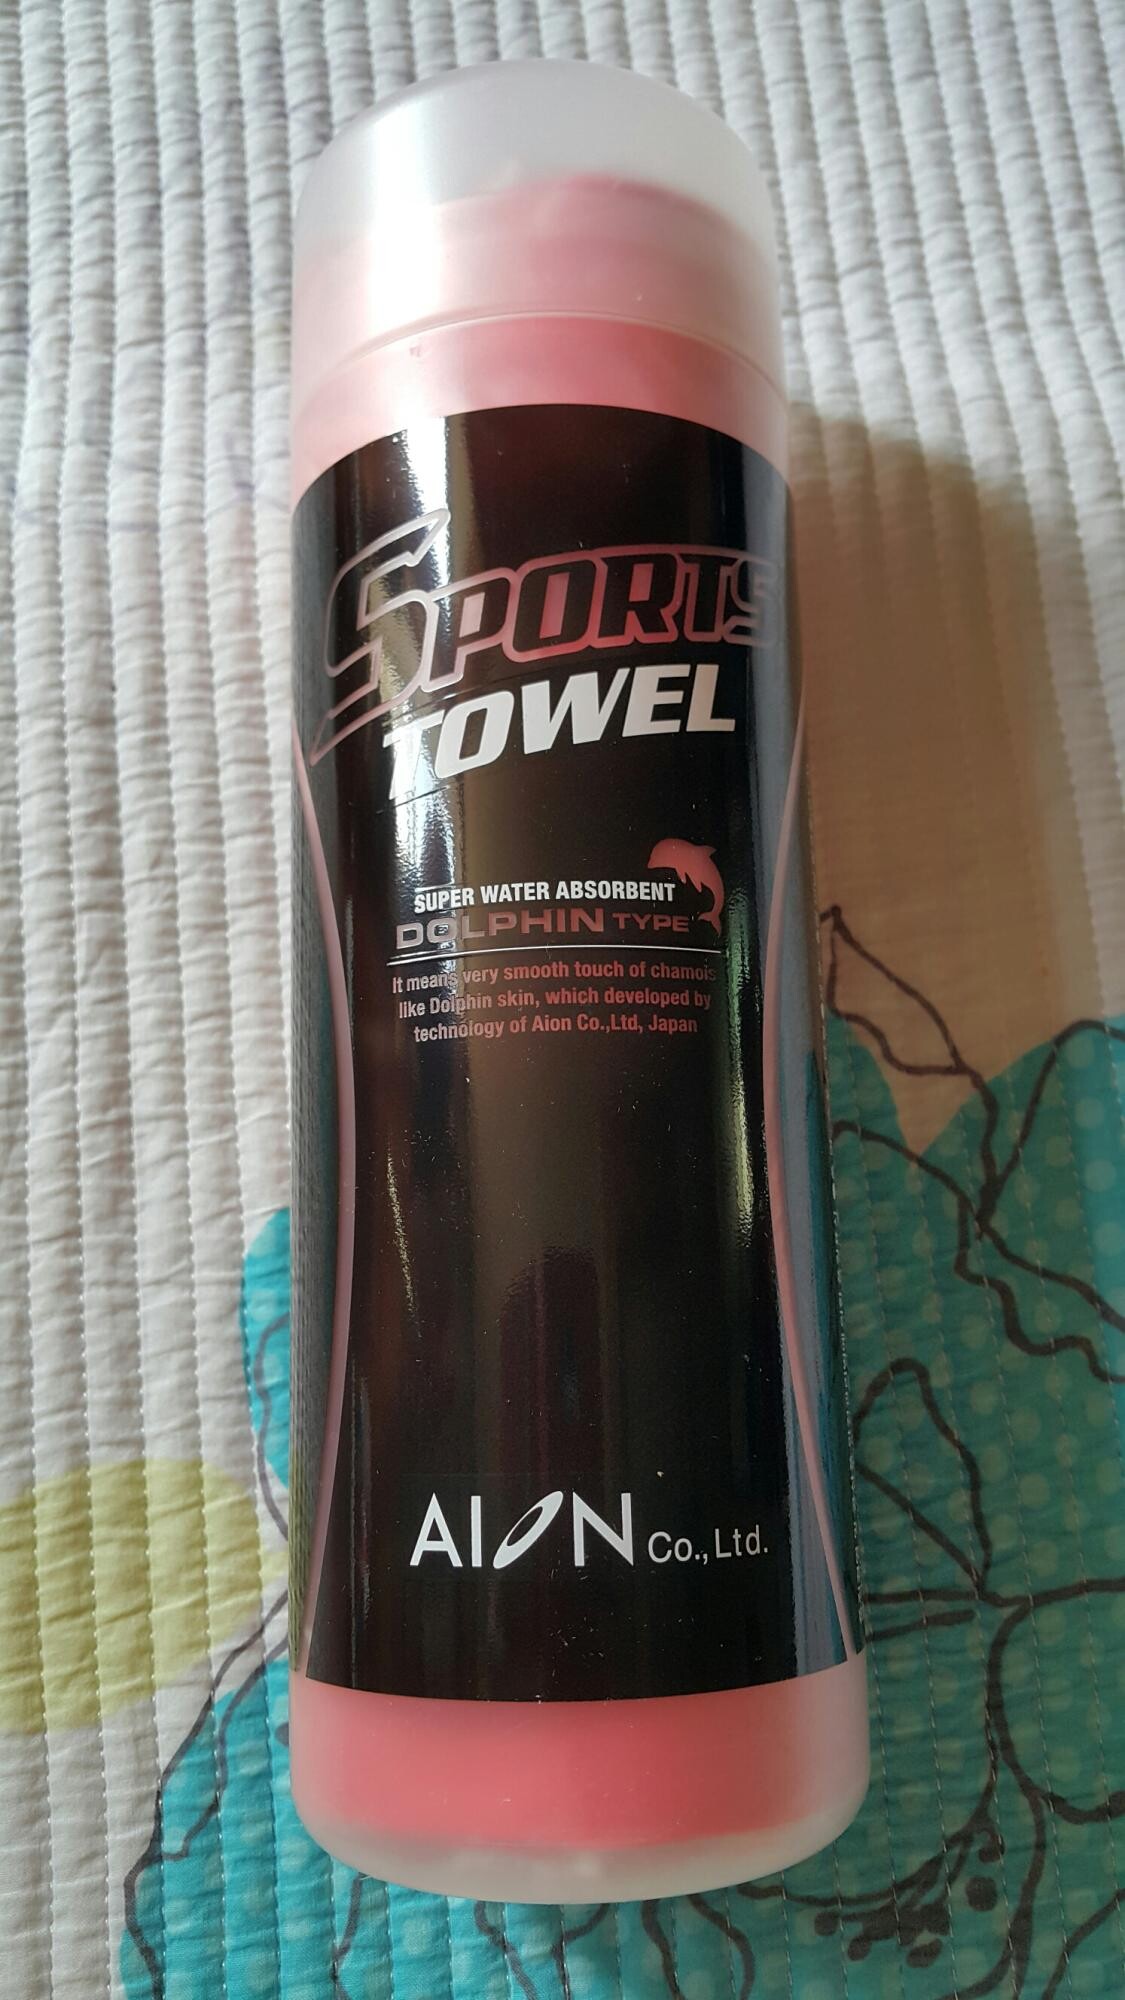 SPORTS
TOWEL
SUPER WATER ABSORBENT
DOLPHIN TYPE
It means very smooth touch of chamois
like Dolphin skin, which developed by
technology of Aion Co.,Ltd, Japan
AION Co., Ltd.